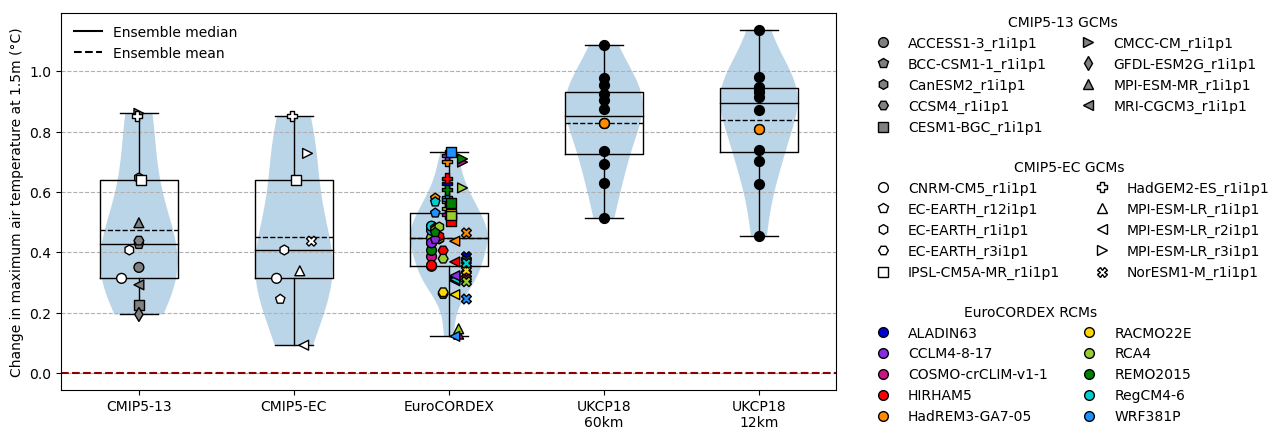 Change in maximum air temperature at 1.5m (°C)
1.0
0.8
0.6
0.4
0.2
0.0
Ensemble median
Ensemble mean
CMIP5-13
CMIP5-EC
EuroCORDEX
UKCP18
60km
UKCP18
12km
CMIP5-13 GCMs
ACCESS1-3_r1i1p1
BCC-CSM1-1_r1i1p1
CanESM2_r1i1p1
CCSM4_r1i1p1
CESM1-BGC_r1i1p1
CMCC-CM_r1i1p1
GFDL-ESM2G_r1i1p1
MPI-ESM-MR_r1i1p1
MRI-CGCM3_r1i1p1
CMIP5-EC GCMs
CNRM-CM5_r1i1p1
EC-EARTH_r12i1p1
EC-EARTH_r1i1p1
EC-EARTH_r3i1p1
IPSL-CM5A-MR_r1i1p1
HadGEM2-ES_r1i1p1
MPI-ESM-LR_r1i1p1
MPI-ESM-LR_r2i1p1
MPI-ESM-LR_r3i1p1
NorESM1-M_r1i1p1
EuroCORDEX RCMs
ALADIN63
CCLM4-8-17
COSMO-crCLIM-v1-1
HIRHAM5
HadREM3-GA7-05
RACMO22E
RCA4
REMO2015
RegCM4-6
WRF381P